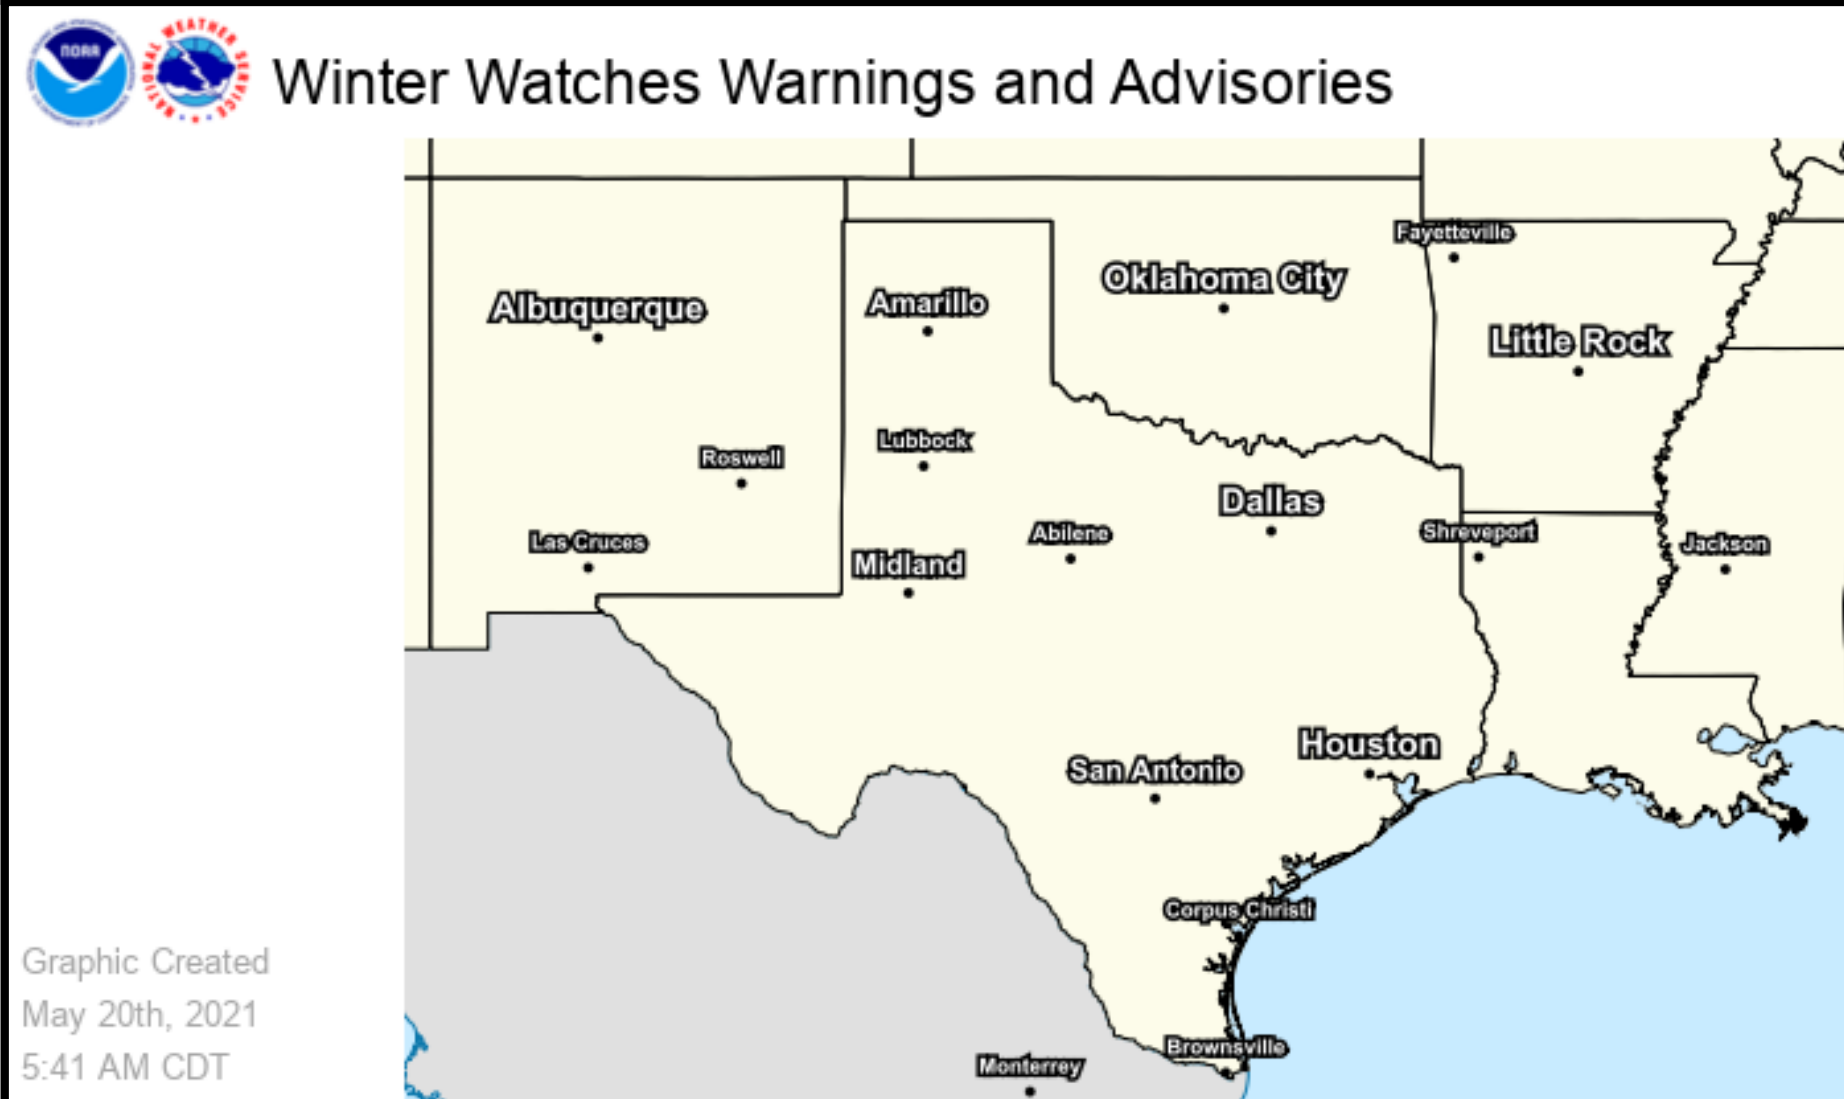 NOAA
NATIONAL WEATHER SERVICE
Winter Watches Warnings and Advisories
Fayetteville
Oklahoma City
Albuquerque
Amarillo
Little Rock
Lubbock
Roswell
Dallas
Abilene
Shreveport
Las Cruces
Jackson
Midland
Houston
San Antonio
Corpus Christi
Brownsville
Monterrey
Graphic Created
May 20th, 2021
5:41 AM CDT